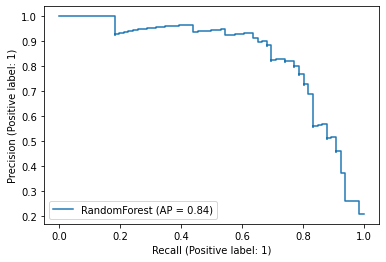 1.0
0.9
0.8
0.7
0.6
0.5
0.4
0.3
0.2
Precision (Positive label: 1)
RandomForest (AP = 0.84)
0.0 0.2 0.4 0.6 0.8 1.0
Recall (Positive label: 1)